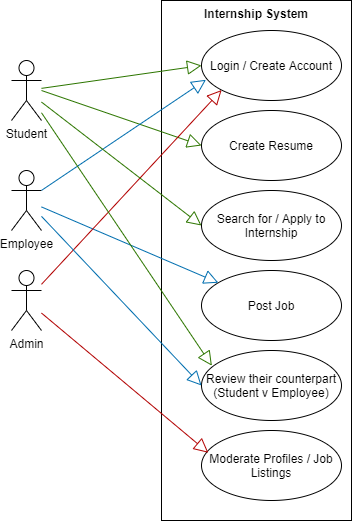 Internship System
Login / Create Account
Student
Create Resume
Search for / Apply to
Internship
Employee
Post Job
Admin
Review their counterpart
(Student v Employee)
Moderate Profiles / Job
Listings